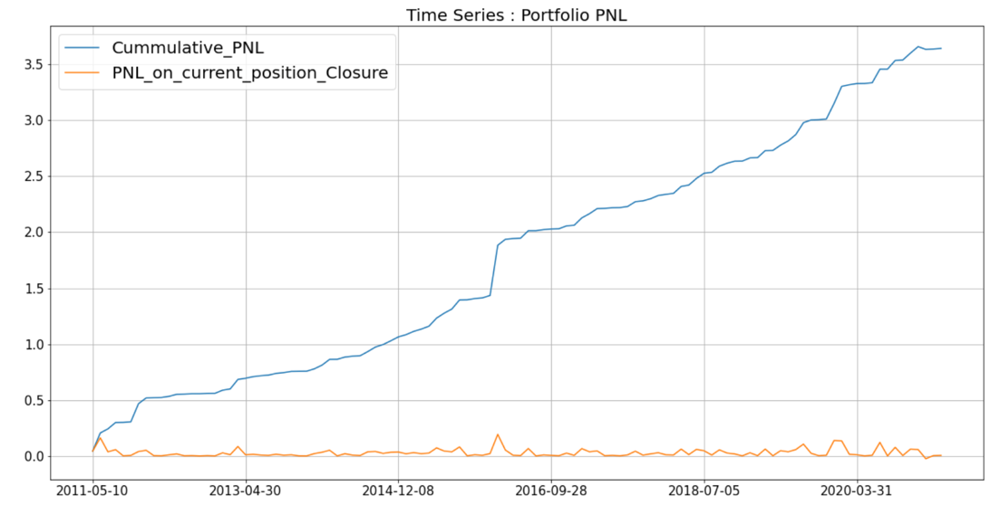 Time Series : Portfolio PNL
Cummulative_PNL
PNL_on_current_position_Closure
3.5
3.0
2.5
2.0
1.5
1.0
0.5
0.0
2011-05-10 2013-04-30 2014-12-08 2016-09-28 2018-07-05 2020-03-31